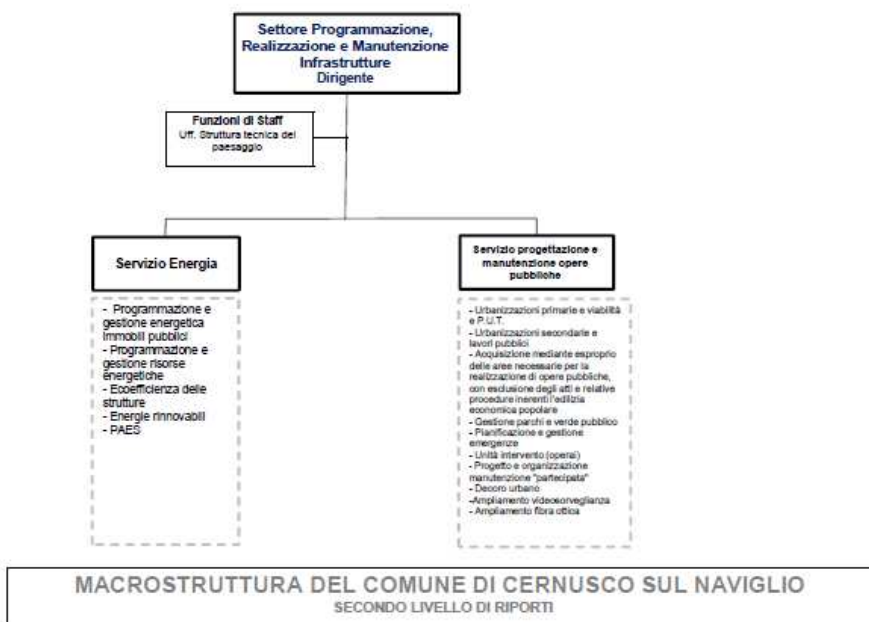 Settore Programmazione,
Realizzazione e Manutenzione
Infrastrutture
Dirigente
Funzioni di Staff
Uff. Struttura tecnica del
paesaggio
Servizio Energia
- Programmazione e
gestione energetica
immobili pubblici
- Programmazione e
gestione risorse
energetiche
- Ecoefficienza delle
strutture
- Energie rinnovabili
- PAES
Servizio progettazione e
manutenzione opere
pubbliche
- Urbanizzazioni primarie e viabilità
e P.U.T.
- Urbanizzazioni secondarie e
lavori pubblici
- Acquisizione mediante esproprio
delle aree necessarie per la
realizzazione di opere pubbliche,
con esclusione degli atti e relative
procedure inerenti l'edilizia
economica popolare
- Gestione parchi e verde pubblico
- Pianificazione e gestione
emergenze
- Unità intervento (operai)
- Progetto e organizzazione
manutenzione "partecipata"
- Decoro urbano
-Ampliamento videosorveglianza
- Ampliamento fibra ottica
MACROSTRUTTURA DEL COMUNE DI CERNUSCO SUL NAVIGLIO
SECONDO LIVELLO DI RIPORTI